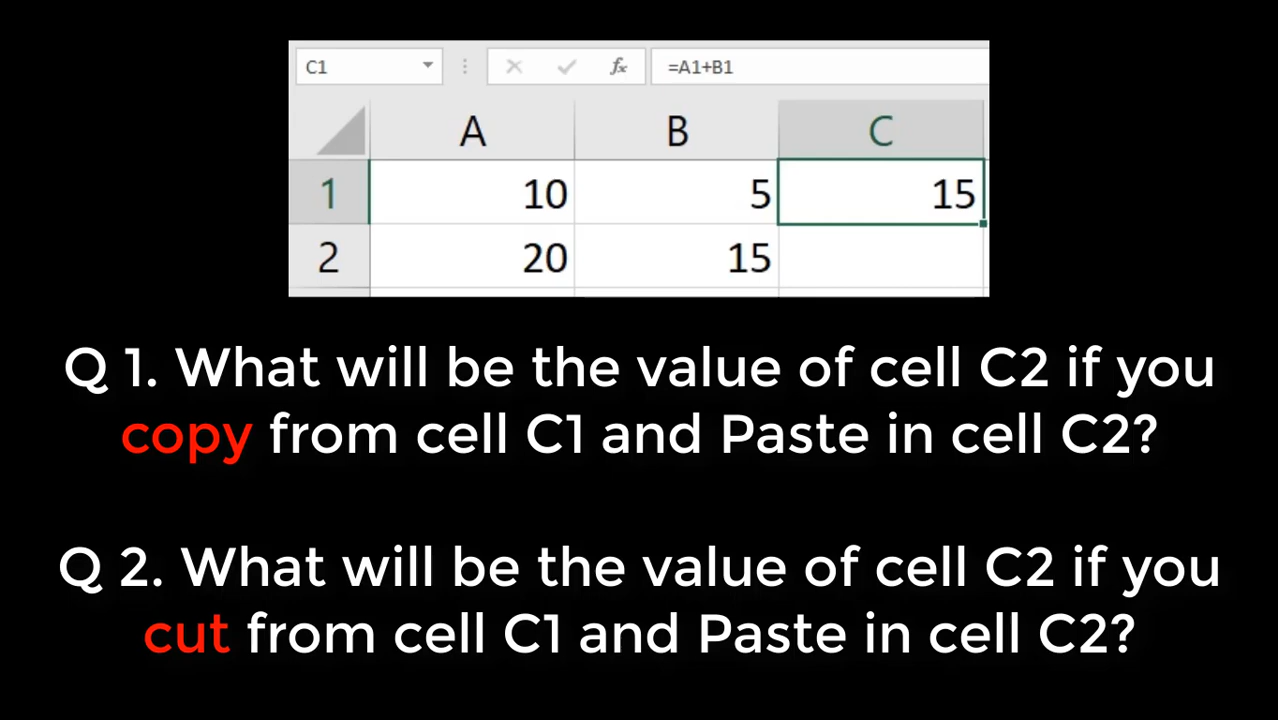 C1 fx =A1+B1
A B C
1 10 5 15
2 20 15
Q 1. What will be the value of cell C2 if you
copy from cell C1 and Paste in cell C2?
Q 2. What will be the value of cell C2 if you
cut from cell C1 and Paste in cell C2?